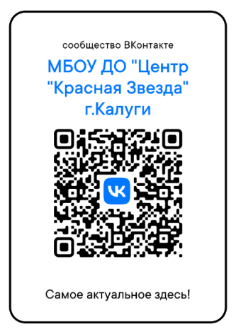 сообщество ВКонтакте
МБОУ ДО "Центр
"Красная Звезда"
г.Калуги
Самое актуальное здесь!